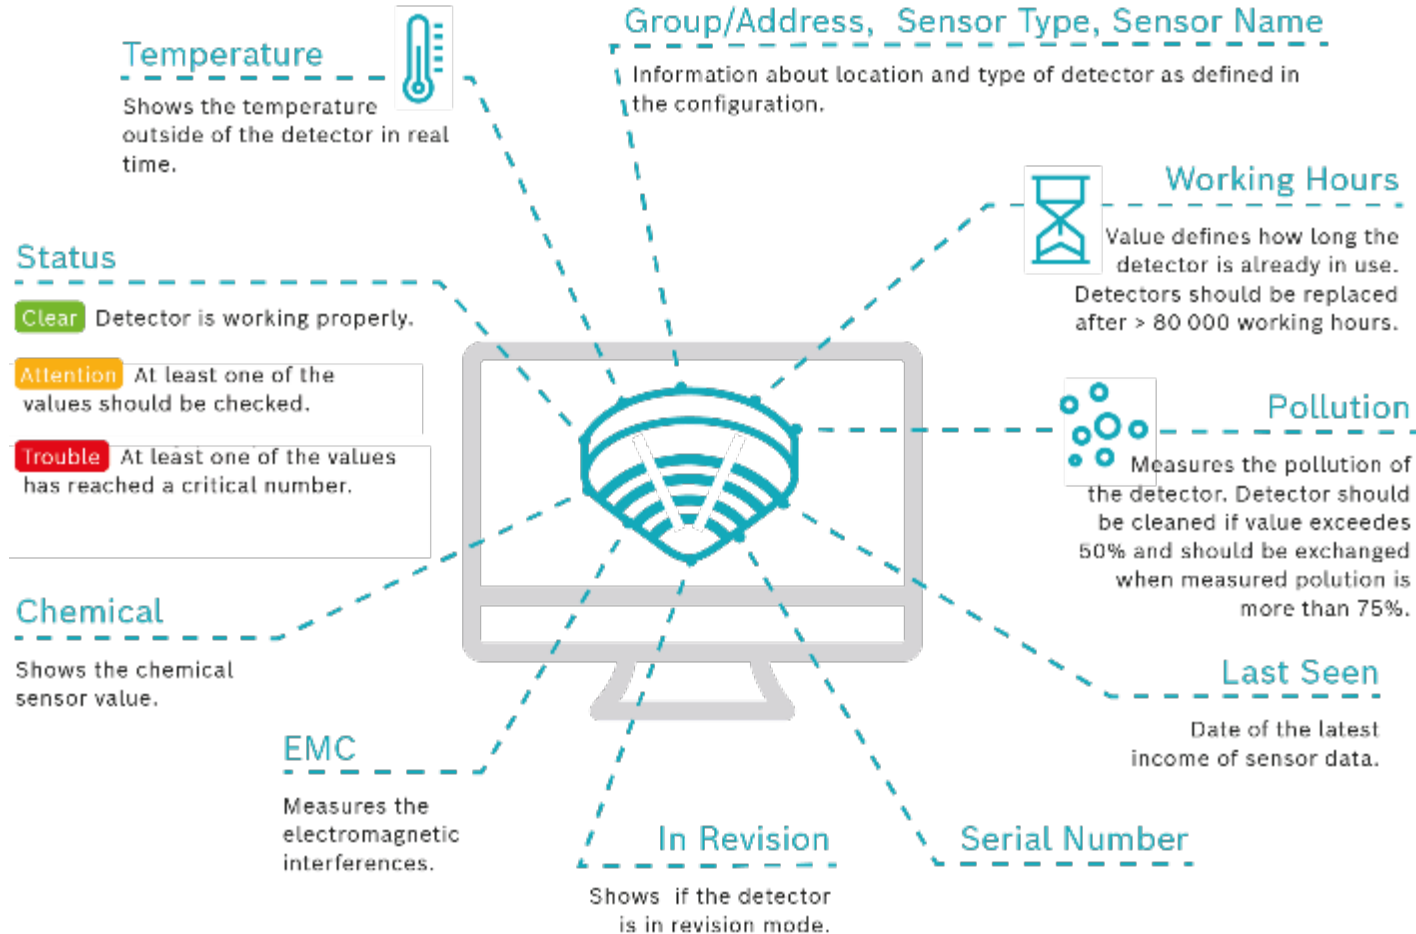 Temperature
Shows the temperature
outside of the detector in real
time.
Group/Address, Sensor Type, Sensor Name
Information about location and type of detector as defined in
the configuration.
Working Hours
Value defines how long the
detector is already in use.
Detectors should be replaced
after > 80 000 working hours.
Status
Clear Detector is working properly.
Attention At least one of the
values should be checked.
Trouble At least one of the values
has reached a critical number.
Pollution
Measures the pollution of
the detector. Detector should
be cleaned if value exceedes
50% and should be exchanged
when measured polution is
more than 75%.
Chemical
Shows the chemical
sensor value.
Last Seen
Date of the latest
income of sensor data.
EMC
Measures the
electromagnetic
interferences.
In Revision
Shows if the detector
is in revision mode.
Serial Number